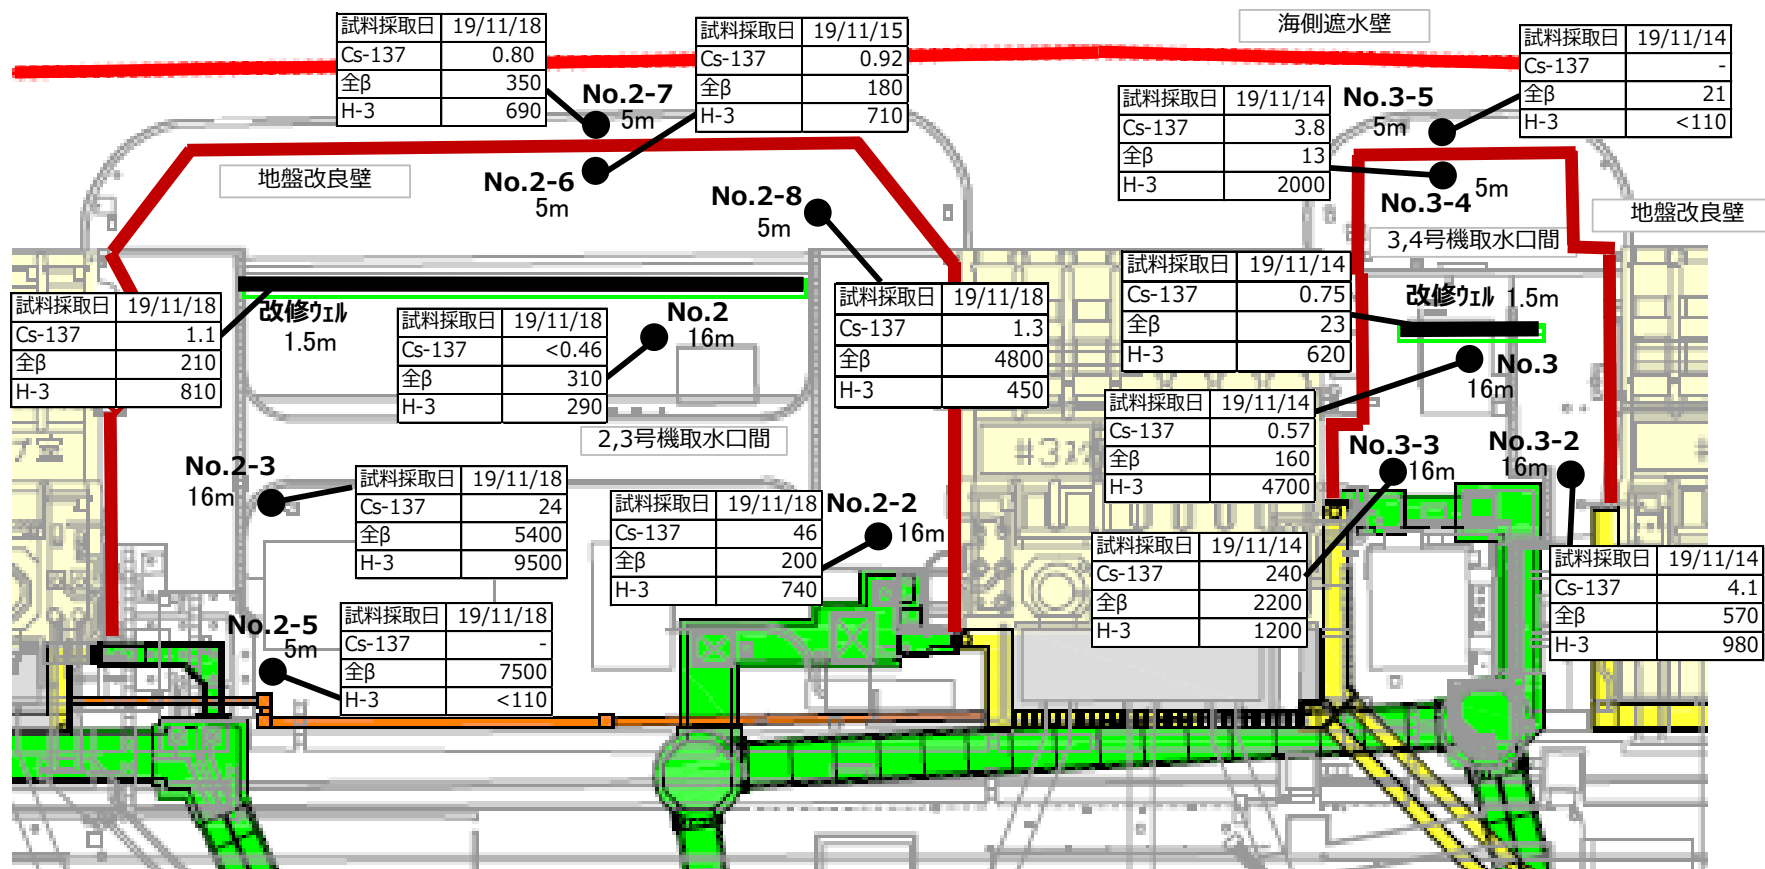 海側遮水壁
試料採取日 19/11/18
Cs-137 0.80
全β 350
H-3 690
No.2-7
5m
試料採取日 19/11/15
Cs-137 0.92
全β 180
H-3 710
No.2-6
5m
試料採取日 19/11/14
Cs-137 -
全β 21
H-3 <110
No.3-5
5m
試料採取日 19/11/14
Cs-137 3.8
全β 13
H-3 2000
No.3-4
5m
地盤改良壁
No.2-8
5m
地盤改良壁
3,4号機取水口間
試料採取日 19/11/18
Cs-137 1.1
全β 210
H-3 810
改修ウェル
1.5m
試料採取日 19/11/18
Cs-137 <0.46
全β 310
H-3 290
No.2
16m
試料採取日 19/11/18
Cs-137 1.3
全β 4800
H-3 450
試料採取日 19/11/14
Cs-137 0.75
全β 23
H-3 620
改修ウェル 1.5m
No.3
16m
試料採取日 19/11/14
Cs-137 0.57
全β 160
H-3 4700
2,3号機取水口間
#3スク
No.2-3
16m
試料採取日 19/11/18
Cs-137 24
全β 5400
H-3 9500
試料採取日 19/11/18
Cs-137 46
全β 200
H-3 740
No.2-2
16m
No.3-3
16m
No.3-2
16m
試料採取日 19/11/14
Cs-137 240
全β 2200
H-3 1200
試料採取日 19/11/14
Cs-137 4.1
全β 570
H-3 980
No.2-5
5m
試料採取日 19/11/18
Cs-137 -
全β 7500
H-3 <110